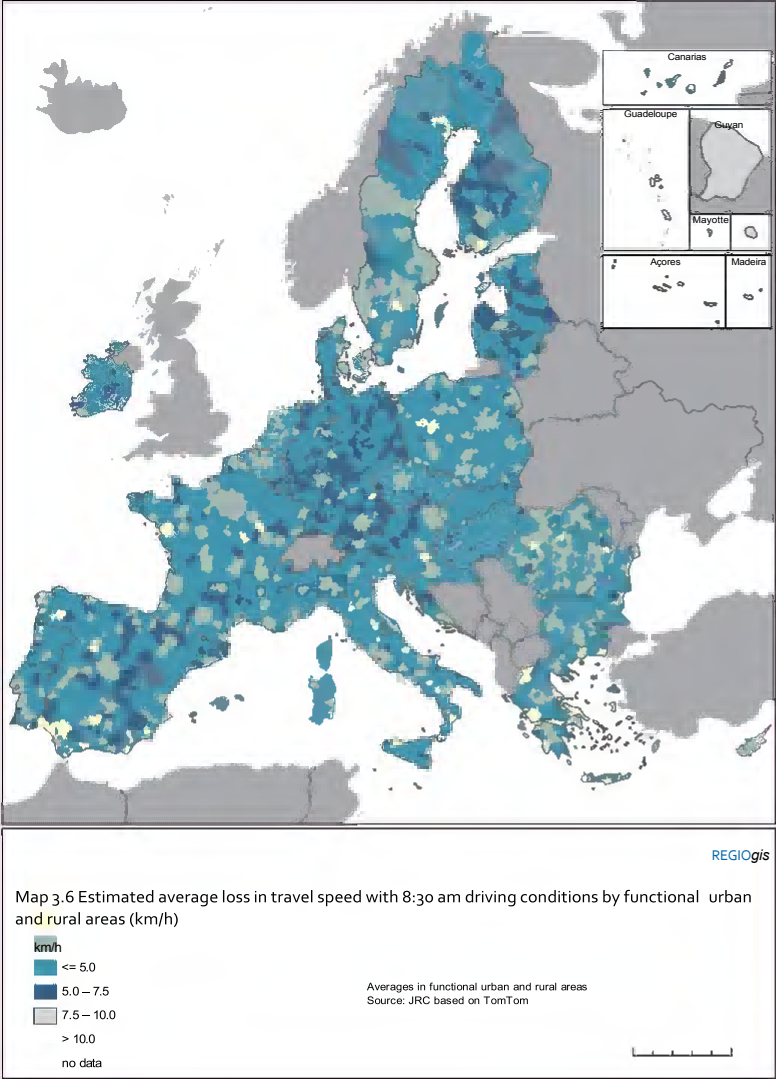 Canarias
Guadeloupe
Guyan
Mayotte
Açores
Madeira
REGIOgis
Map 3.6 Estimated average loss in travel speed with 8:30 am driving conditions by functional urban
and rural areas (km/h)
km/h
<= 5.0
5.0 – 7.5
7.5 – 10.0
> 10.0
no data
Averages in functional urban and rural areas
Source: JRC based on TomTom